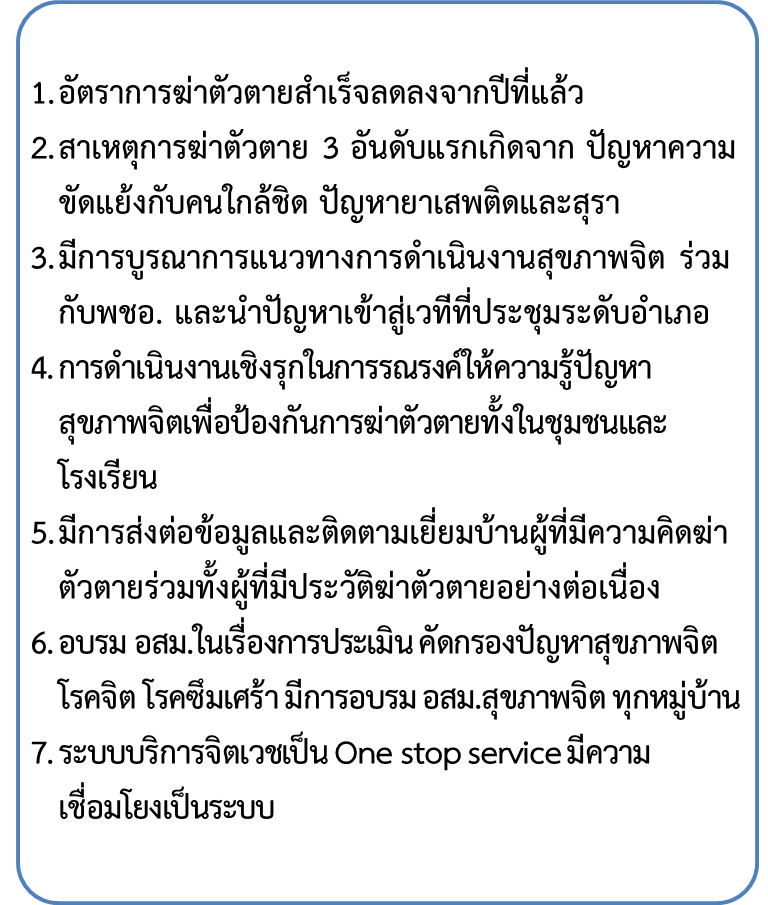 1. อัตราการฆ่าตัวตายสำเร็จลดลงจากปีที่แล้ว
2. สาเหตุการฆ่าตัวตาย 3 อันดับแรกเกิดจาก ปัญหาความ
ขัดแย้งกับคนใกล้ชิด ปัญหายาเสพติดและสุรา
3. มีการบูรณาการแนวทางการดำเนินงานสุขภาพจิต ร่วม
กับพชอ. และนำปัญหาเข้าสู่เวทีที่ประชุมระดับอำเภอ
4. การดำเนินงานเชิงรุกในการรณรงค์ให้ความรู้ปัญหา
สุขภาพจิตเพื่อป้องกันการฆ่าตัวตายทั้งในชุมชนและ
โรงเรียน
5. มีการส่งต่อข้อมูลและติดตามเยี่ยมบ้านผู้ที่มีความคิดฆ่า
ตัวตายร่วมทั้งผู้ที่มีประวัติฆ่าตัวตายอย่างต่อเนื่อง
6. อบรม อสม.ในเรื่องการประเมิน คัดกรองปัญหาสุขภาพจิต
โรคจิต โรคซึมเศร้า มีการอบรม อสม.สุขภาพจิต ทุกหมู่บ้าน
7. ระบบบริการจิตเวชเป็น One stop service มีความ
เชื่อมโยงเป็นระบบ